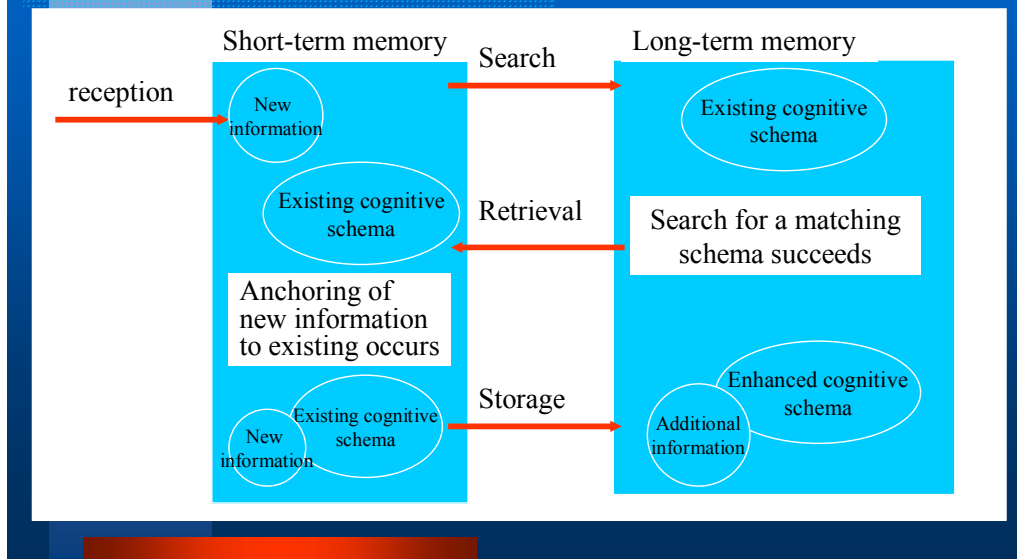 Short-term memory
Search
Long-term memory
reception
New
information
Existing cognitive
schema
Existing cognitive
schema
Retrieval
Search for a matching
schema succeeds
Anchoring of
new information
to existing occurs
New
information
Existing cognitive
schema
Storage
Enhanced cognitive
schema
Additional
information